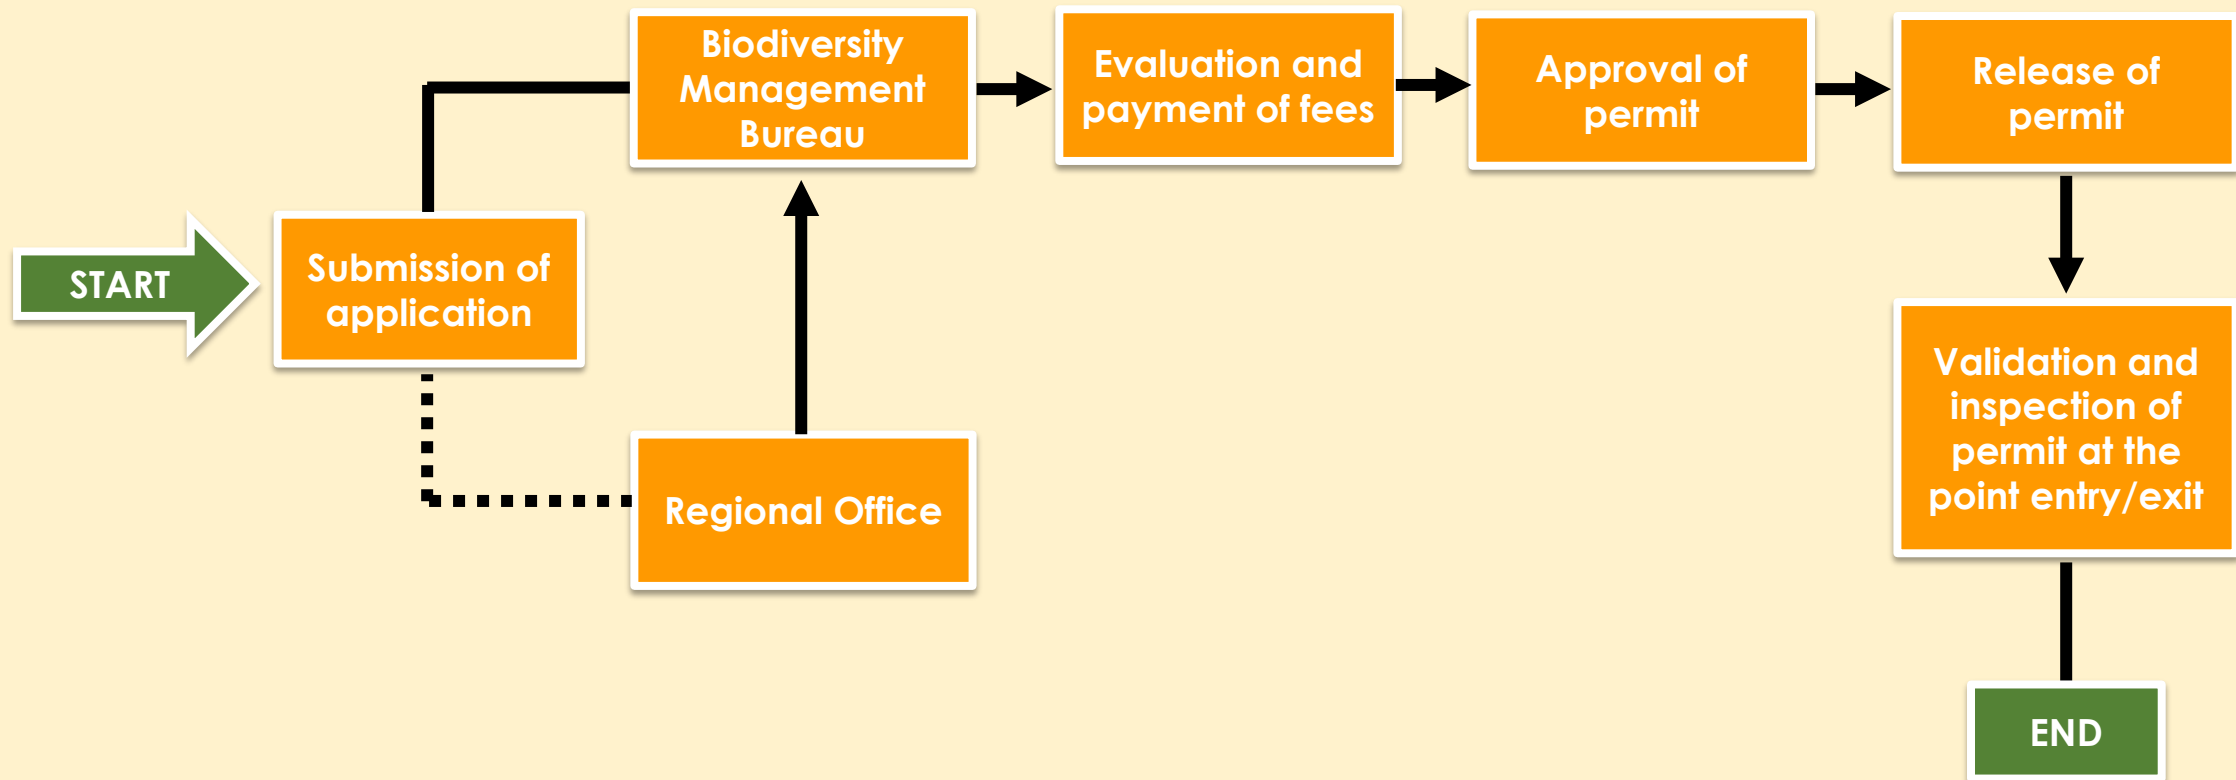 START
Submission of
application
Biodiversity
Management
Bureau
Regional Office
Evaluation and
payment of fees
Approval of
permit
Release of
permit
Validation and
inspection of
permit at the
point entry/exit
END